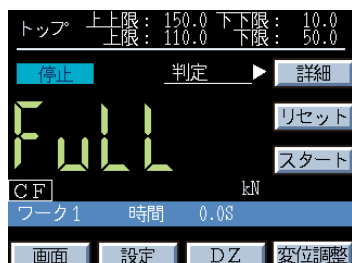 トップ 上上限: 150.0 下下限: 10.0
上限: 110.0 下限: 50.0
停止 判定 ▶ 詳細
リセット
FuLL
スタート
CF kN
ワーク1 時間 0.0S
画面 設定 DZ 変位調整